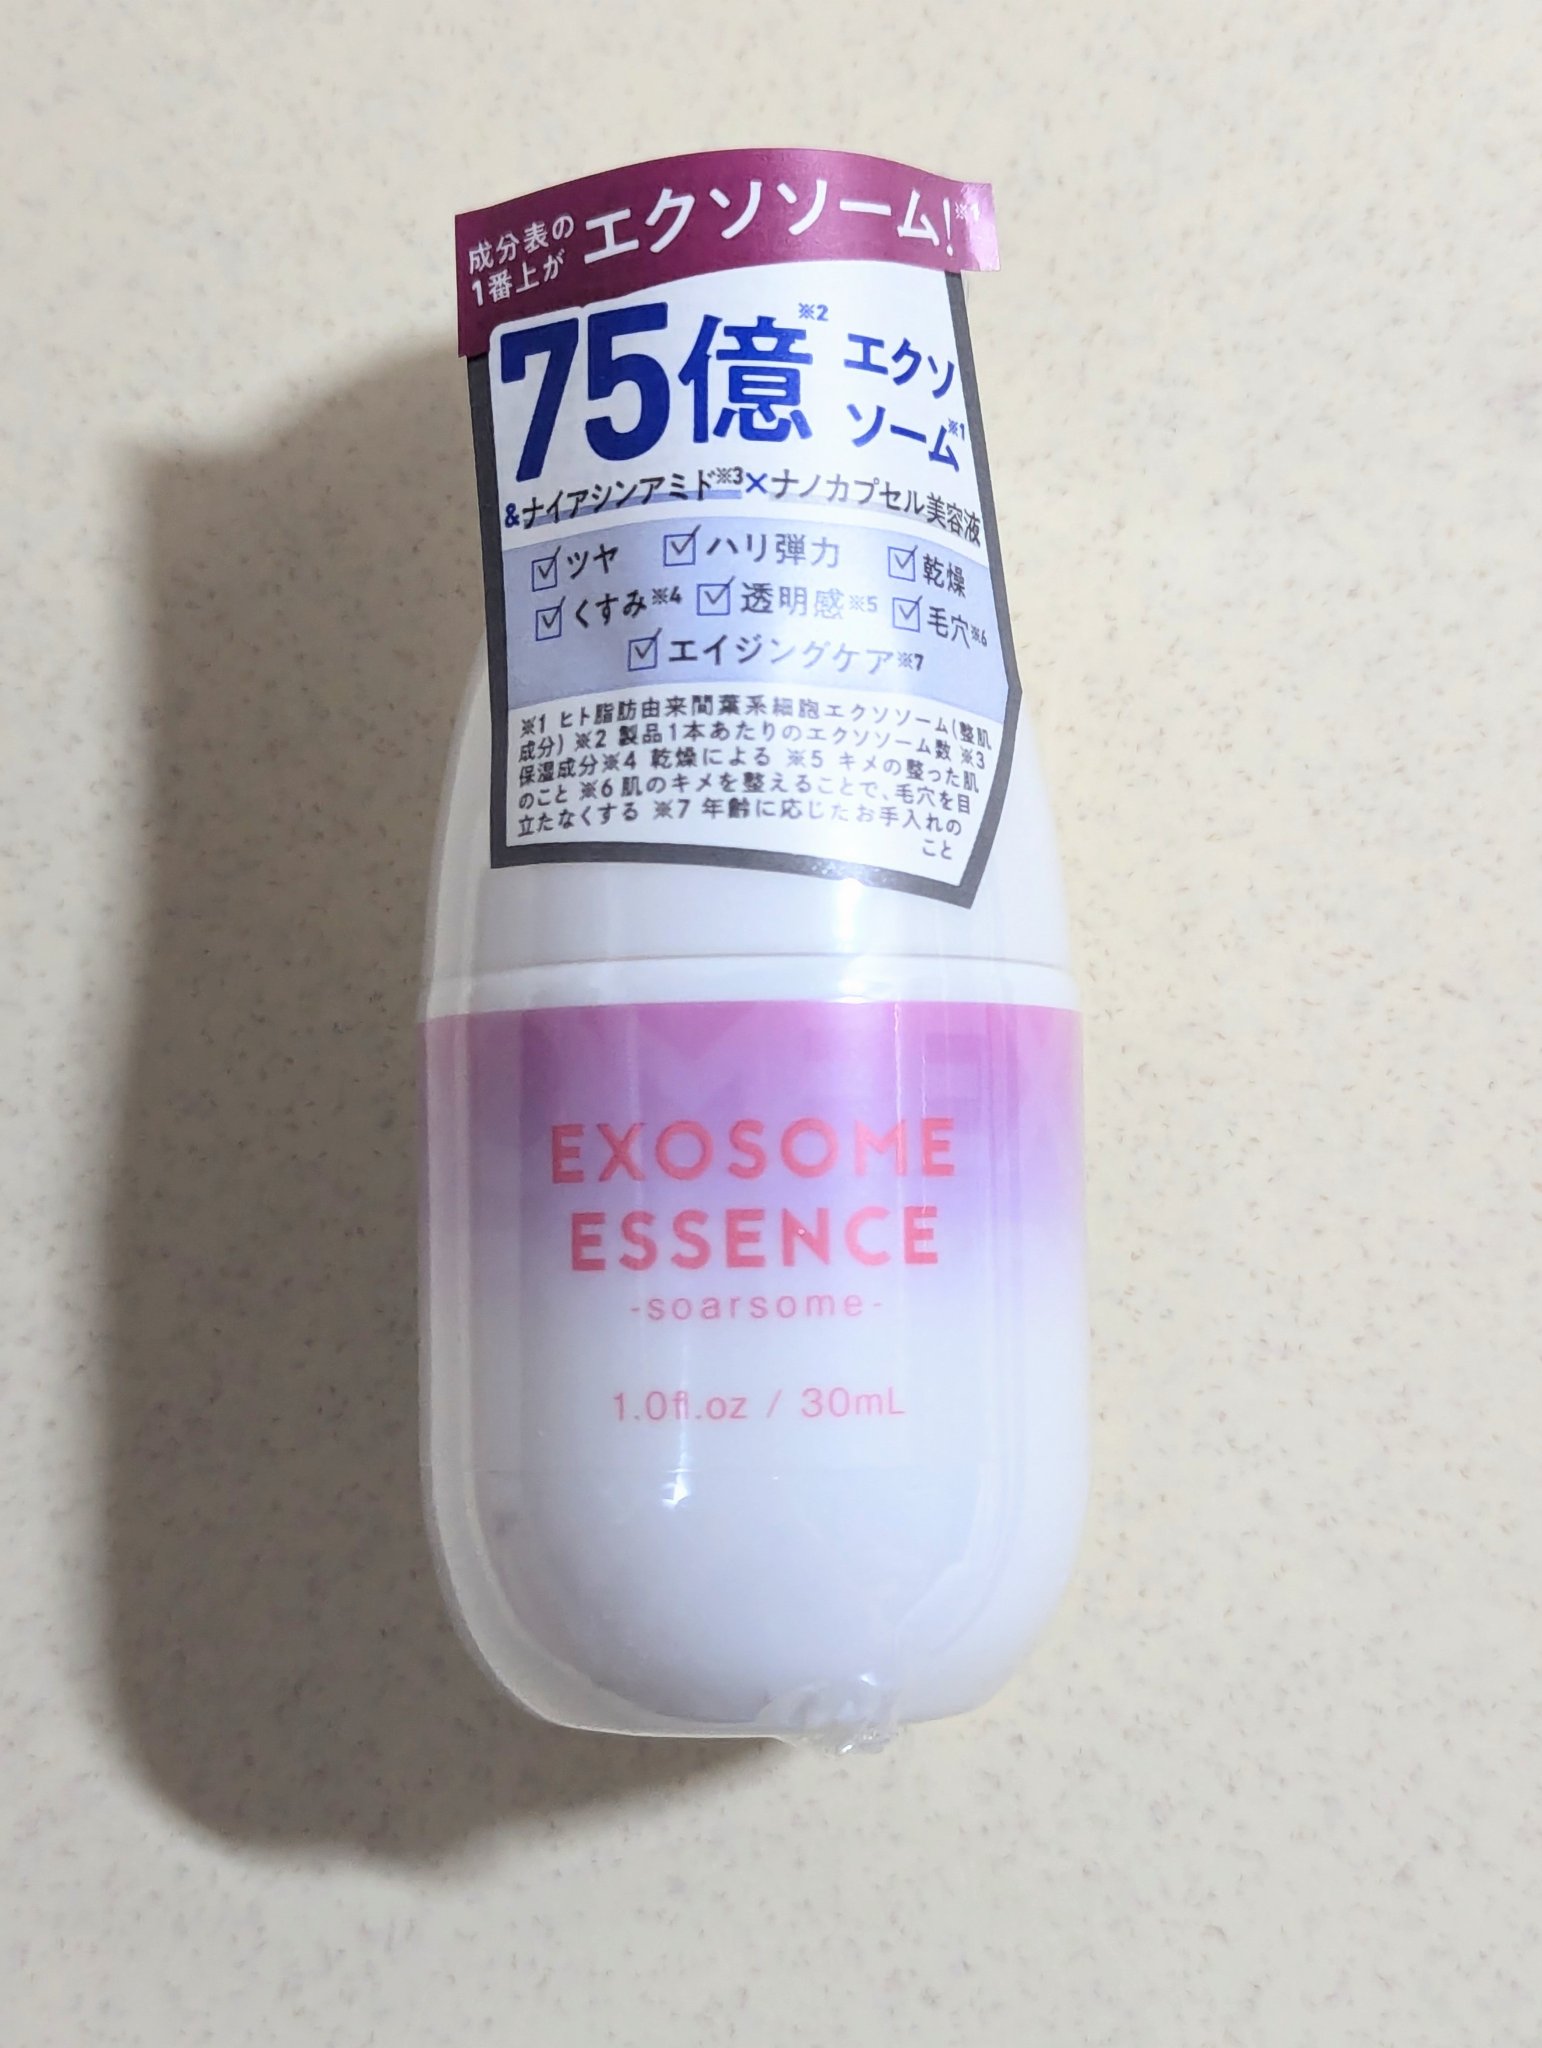 成分表の
1番上が
エクソソーム!※1
75億※2
エクソ
ソーム※1
&ナイアシンアミド※3×ナノカプセル美容液
☑ツヤ ☑ハリ弾力 ☑乾燥
☑くすみ※4 ☑透明感※5 ☑毛穴※6
☑エイジングケア※7
※1 ヒト脂肪由来間葉系細胞エクソソーム(整肌
成分) ※2 製品1本あたりのエクソソーム数 ※3
保湿成分※4 乾燥による ※5 キメの整った肌
のこと ※6 肌のキメを整えることで、毛穴を目
立たなくする ※7 年齢に応じたお手入れの
こと
EXOSOME
ESSENCE
-soarsome-
1.0fl.oz / 30mL